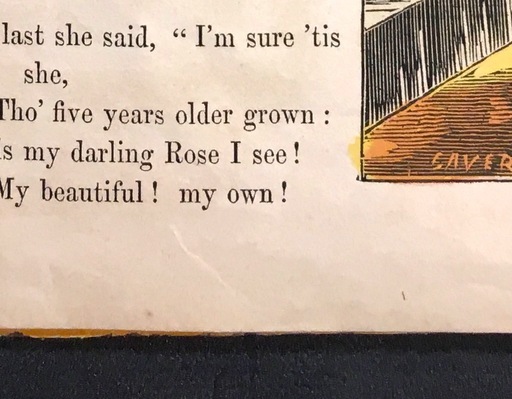 last she said, “ I'm sure ’tis
she,
Tho’ five years older grown :
is my darling Rose I see !
My beautiful ! my own !